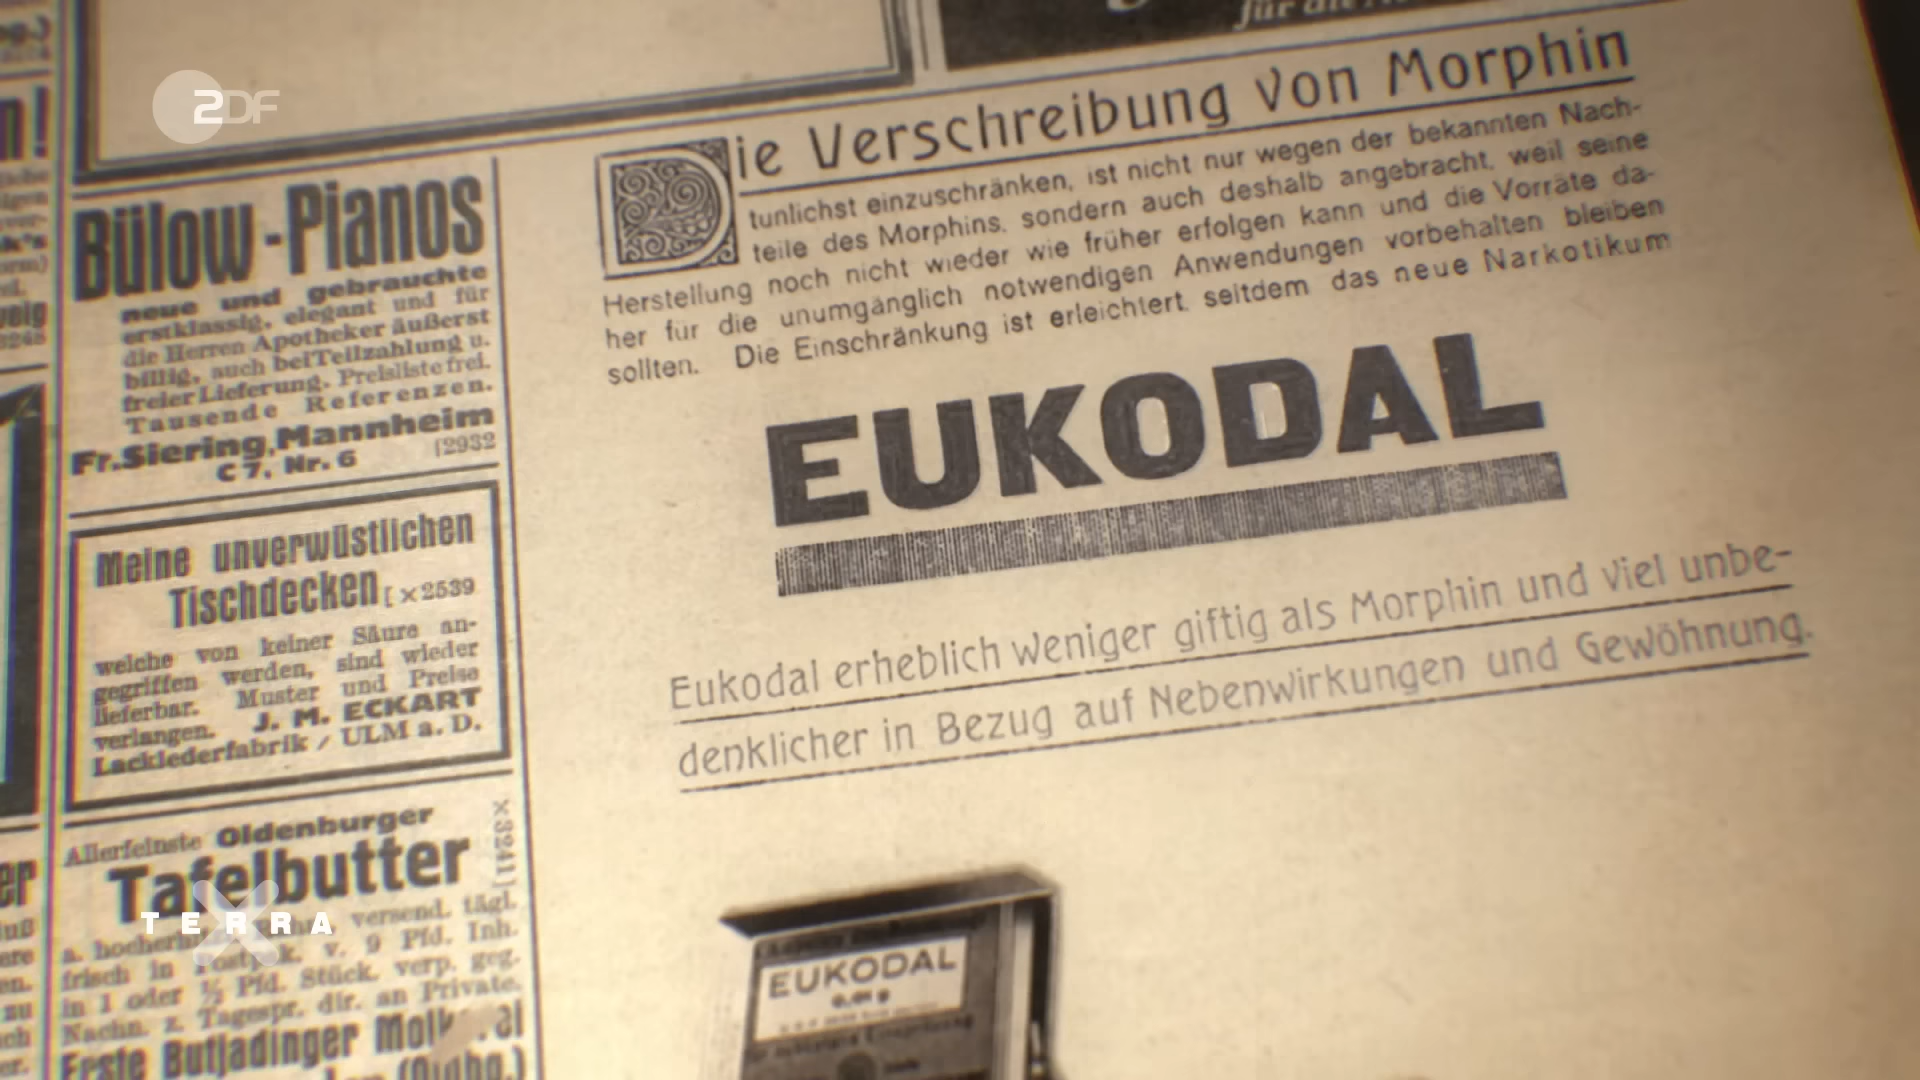 ZDF
für die
Bülow-Pianos
neue und gebrauchte
erstklassig, elegant und für
die Herren Apotheker äußerst
billig, auch bei Teilzahlung u.
freier Lieferung. Preisliste frei.
Tausende Referenzen.
Fr. Siering, Mannheim
C 7, Nr. 6 [2932
Meine unverwüstlichen
Tischdecken [x2539
welche von keiner Säure an-
gegriffen werden, sind wieder
lieferbar. Muster und Preise
verlangen. J. M. ECKART
Lacklederfabrik / ULM a. D.
Allerfeinste Oldenburger
Tafelbutter
x3241]
versend. tägl.
frisch in v. 9 Pfd. Inh.
in 1 oder ½ Pfd. Stück. verp. geg.
Nachn. z. Tagespr. dir. an Private.
Erste Butjadinger
(Oldbg.)
TERRA X
Die Verschreibung von Morphin
tunlichst einzuschränken, ist nicht nur wegen der bekannten Nach-
teile des Morphins, sondern auch deshalb angebracht, weil seine
Herstellung noch nicht wieder wie früher erfolgen kann und die Vorräte da-
her für die unumgänglich notwendigen Anwendungen vorbehalten bleiben
sollten. Die Einschränkung ist erleichtert, seitdem das neue Narkotikum
EUKODAL
Eukodal erheblich weniger giftig als Morphin und viel unbe-
denklicher in Bezug auf Nebenwirkungen und Gewöhnung.
EUKODAL